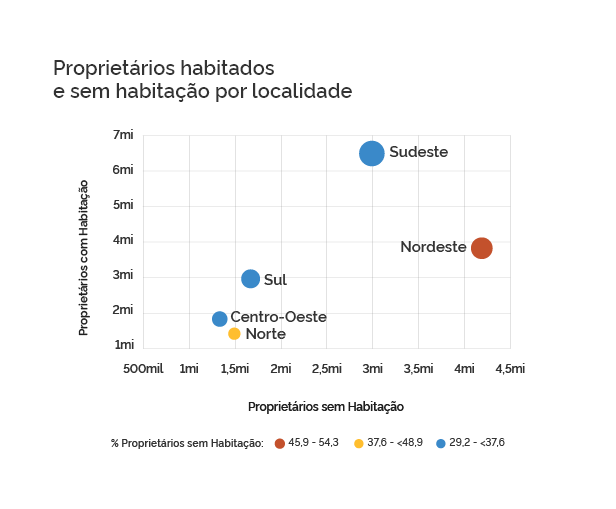 Proprietários habitados
e sem habitação por localidade
Proprietários com Habitação
7mi
6mi
5mi
4mi
3mi
2mi
1mi
Sudeste
Nordeste
Sul
Centro-Oeste
Norte
500mil 1mi 1,5mi 2mi 2,5mi 3mi 3,5mi 4mi 4,5mi
Proprietários sem Habitação
% Proprietários sem Habitação: 45,9 - 54,3 37,6 - <48,9 29,2 - <37,6